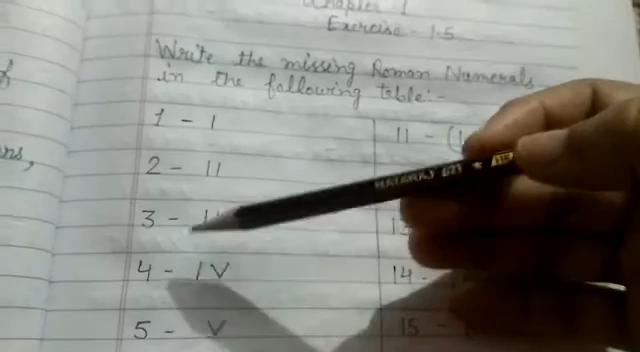 Chapter 1
Exercise - 1.5
Write the missing Roman Numerals
in the following table:-
1 - I
11 -
2 - II
3 -
4 - IV
14 -
5 - V
15 -